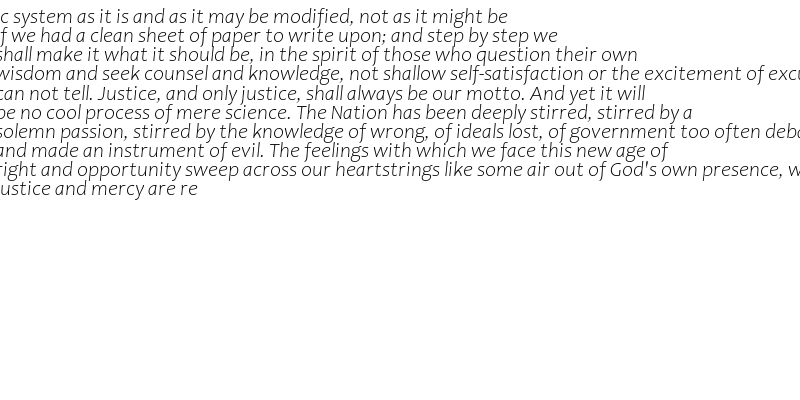 c system as it is and as it may be modified, not as it might be
f we had a clean sheet of paper to write upon; and step by step we
shall make it what it should be, in the spirit of those who question their own
wisdom and seek counsel and knowledge, not shallow self-satisfaction or the excitement of
can not tell. Justice, and only justice, shall always be our motto. And yet it will
be no cool process of mere science. The Nation has been deeply stirred, stirred by a
solemn passion, stirred by the knowledge of wrong, of ideals lost, of government too often
and made an instrument of evil. The feelings with which we face this new age of
right and opportunity sweep across our heartstrings like some air out of God's own presence,
justice and mercy are re